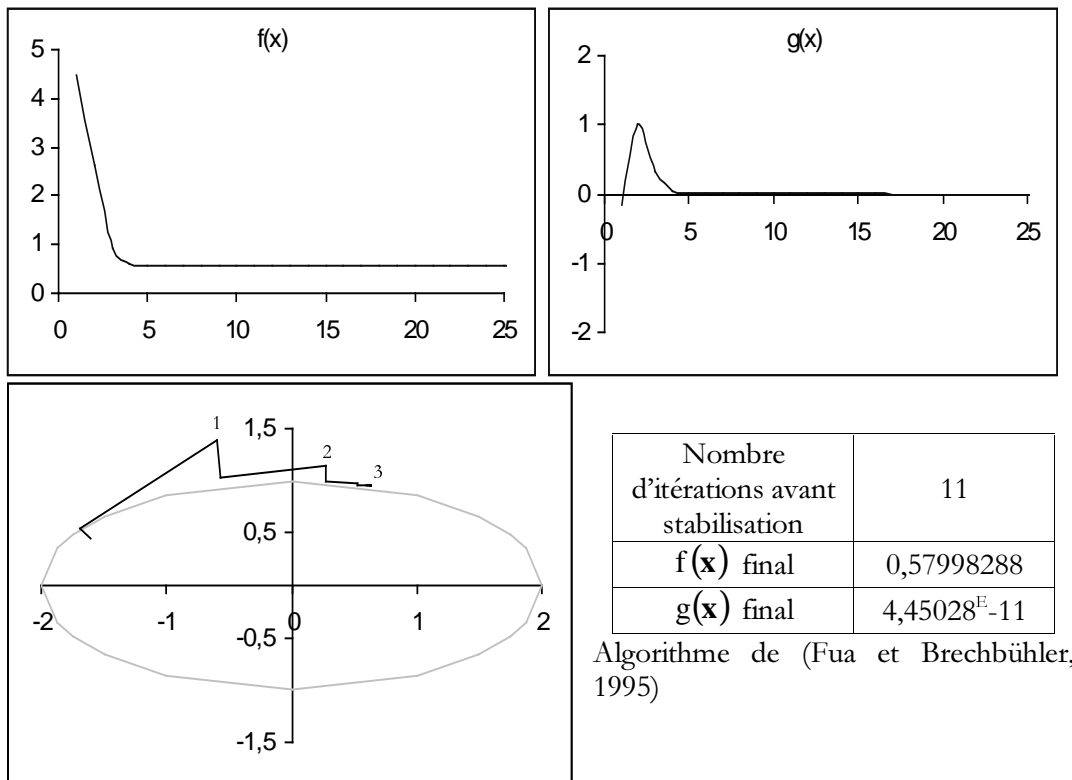 f(x)
5
4
3
2
1
0
0 5 10 15 20 25
g(x)
2
1
0
-1
-2
0 5 10 15 20 25
1,5
0,5
-0,5
-1,5
-2 -1 0 1 2
1
2
3
Nombre
d'itérations avant
stabilisation
11
f(x) final
0,57998288
g(x) final
4,45028E-11
Algorithme de (Fua et Brechbühler,
1995)